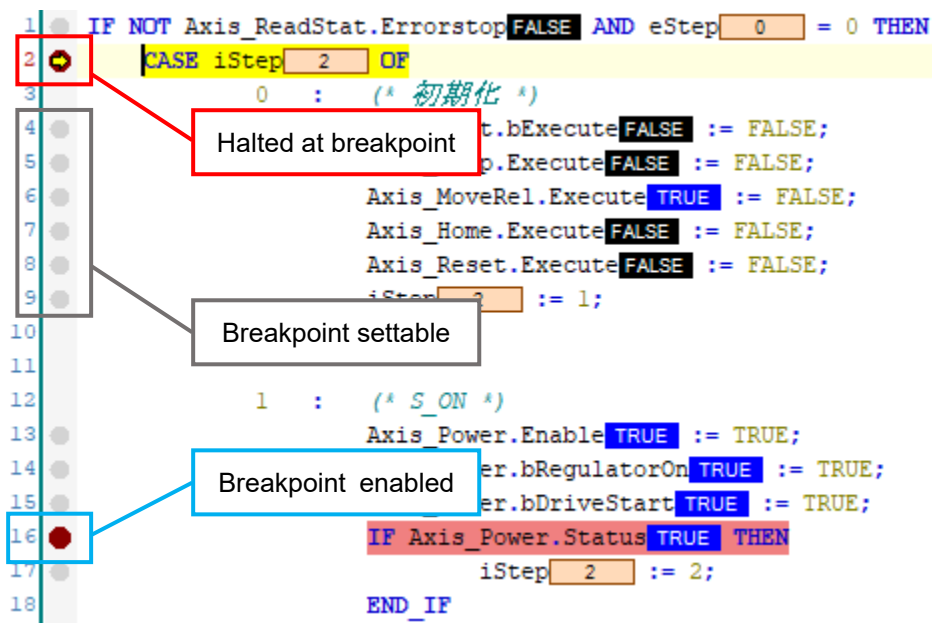 1 IF NOT Axis_ReadStat.Errorstop FALSE AND eStep 0 = 0 THEN
2 CASE iStep 2 OF
3 0 : (* 初期化 *)
4 t.bExecute FALSE := FALSE;
Halted at breakpoint
5 p.Execute FALSE := FALSE;
6 Axis_MoveRel.Execute TRUE := FALSE;
7 Axis_Home.Execute FALSE := FALSE;
8 Axis_Reset.Execute FALSE := FALSE;
9 iStep 2 := 1;
10
Breakpoint settable
11
12 1 : (* S_ON *)
13 Axis_Power.Enable TRUE := TRUE;
14 er.bRegulatorOn TRUE := TRUE;
Breakpoint enabled
15 er.bDriveStart TRUE := TRUE;
16 IF Axis_Power.Status TRUE THEN
17 iStep 2 := 2;
18 END_IF